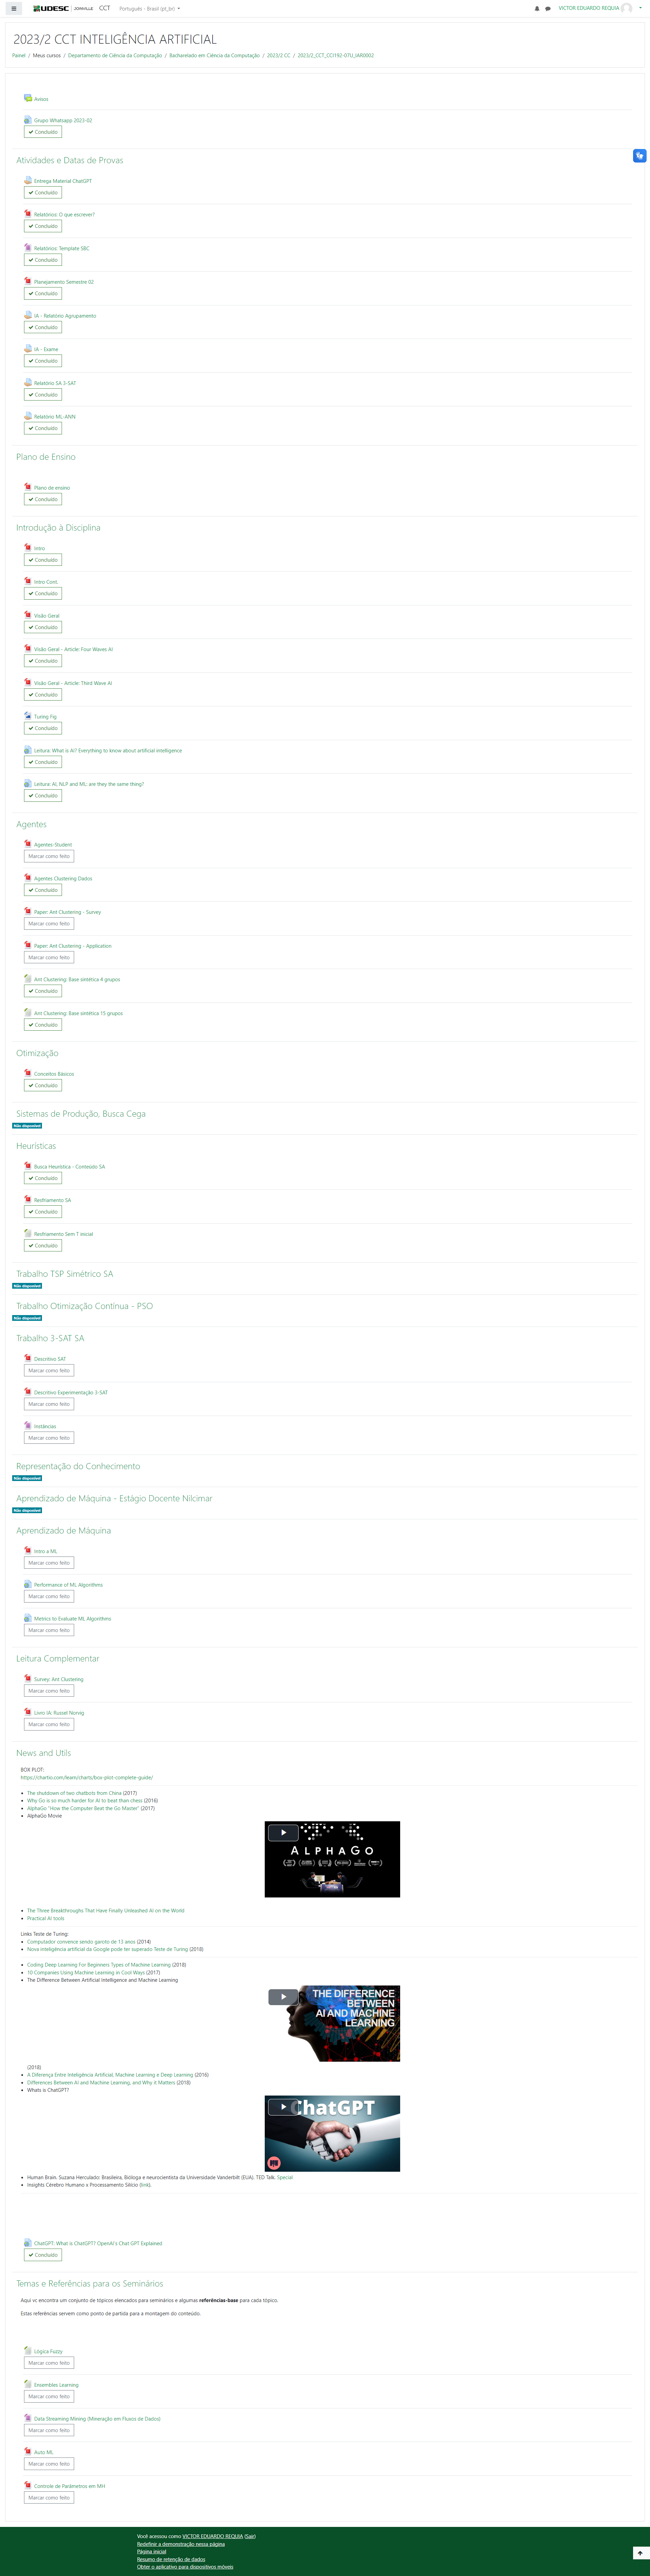 UDESC JOINVILLE CCT Português - Brasil (pt_br) VICTOR EDUARDO REQUIA
2023/2 CCT INTELIGÊNCIA ARTIFICIAL
Painel / Meus cursos / Departamento de Ciência da Computação / Bacharelado em Ciência da Computação / 2023/2 CC / 2023/2_CCT_CCI192-07U_IAR0002
Avisos
Grupo Whatsapp 2023-02
Concluído
Atividades e Datas de Provas
Entrega Material ChatGPT
Concluído
Relatórios: O que escrever?
Concluído
Relatórios: Template SBC
Concluído
Planejamento Semestre 02
Concluído
IA - Relatório Agrupamento
Concluído
IA - Exame
Concluído
Relatório SA 3-SAT
Concluído
Relatório ML-ANN
Concluído
Plano de Ensino
Plano de ensino
Concluído
Introdução à Disciplina
Intro
Concluído
Intro Cont.
Concluído
Visão Geral
Concluído
Visão Geral - Article: Four Waves AI
Concluído
Visão Geral - Article: Third Wave AI
Concluído
Turing Fig
Concluído
Leitura: What is AI? Everything to know about artificial intelligence
Concluído
Leitura: AI, NLP and ML: are they the same thing?
Concluído
Agentes
Agentes-Student
Marcar como feito
Agentes Clustering Dados
Concluído
Paper: Ant Clustering - Survey
Marcar como feito
Paper: Ant Clustering - Application
Marcar como feito
Ant Clustering: Base sintética 4 grupos
Concluído
Ant Clustering: Base sintética 15 grupos
Concluído
Otimização
Conceitos Básicos
Concluído
Sistemas de Produção, Busca Cega
Não disponível
Heurísticas
Busca Heurística - Conteúdo SA
Concluído
Resfriamento SA
Concluído
Resfriamento Sem T inicial
Concluído
Trabalho TSP Simétrico SA
Não disponível
Trabalho Otimização Contínua - PSO
Não disponível
Trabalho 3-SAT SA
Descritivo SAT
Marcar como feito
Descritivo Experimentação 3-SAT
Marcar como feito
Instâncias
Marcar como feito
Representação do Conhecimento
Não disponível
Aprendizado de Máquina - Estágio Docente Nilcimar
Não disponível
Aprendizado de Máquina
Intro a ML
Marcar como feito
Performance of ML Algorithms
Marcar como feito
Metrics to Evaluate ML Algorithms
Marcar como feito
Leitura Complementar
Survey: Ant Clustering
Marcar como feito
Livro IA: Russel Norvig
Marcar como feito
News and Utils
BOX PLOT:
https://chartio.com/learn/charts/box-plot-complete-guide/
The shutdown of two chatbots from China (2017)
Why Go is so much harder for AI to beat than chess (2016)
AlphaGo "How the Computer Beat the Go Master" (2017)
AlphaGo Movie
ALPHAGO
The Three Breakthroughs That Have Finally Unleashed AI on the World
Practical AI tools
Links Teste de Turing:
Computador convence sendo garoto de 13 anos (2014)
Nova inteligência artificial da Google pode ter superado Teste de Turing (2018)
Coding Deep Learning For Beginners Types of Machine Learning (2018)
10 Companies Using Machine Learning in Cool Ways (2017)
The Difference Between Artificial Intelligence and Machine Learning
THE DIFFERENCE
BETWEEN
AI AND MACHINE
LEARNING
(2018)
A Diferença Entre Inteligência Artificial, Machine Learning e Deep Learning (2016)
Differences Between AI and Machine Learning, and Why it Matters (2018)
Whats is ChatGPT?
ChatGPT
Human Brain. Suzana Herculado: Brasileira, Bióloga e neurocientista da Universidade Vanderbilt (EUA). TED Talk. Special
Insights Cérebro Humano x Processamento Silício (link).
ChatGPT: What is ChatGPT? OpenAI's Chat GPT Explained
Concluído
Temas e Referências para os Seminários
Aqui vc encontra um conjunto de tópicos elencados para seminários e algumas referências-base para cada tópico.
Estas referências servem como ponto de partida para a montagem do conteúdo.
Lógica Fuzzy
Marcar como feito
Ensembles Learning
Marcar como feito
Data Streaming Mining (Mineração em Fluxos de Dados)
Marcar como feito
Auto ML
Marcar como feito
Controle de Parâmetros em MH
Marcar como feito
Você acessou como VICTOR EDUARDO REQUIA (Sair)
Redefinir a demonstração nessa página
Página inicial
Resumo de retenção de dados
Obter o aplicativo para dispositivos móveis